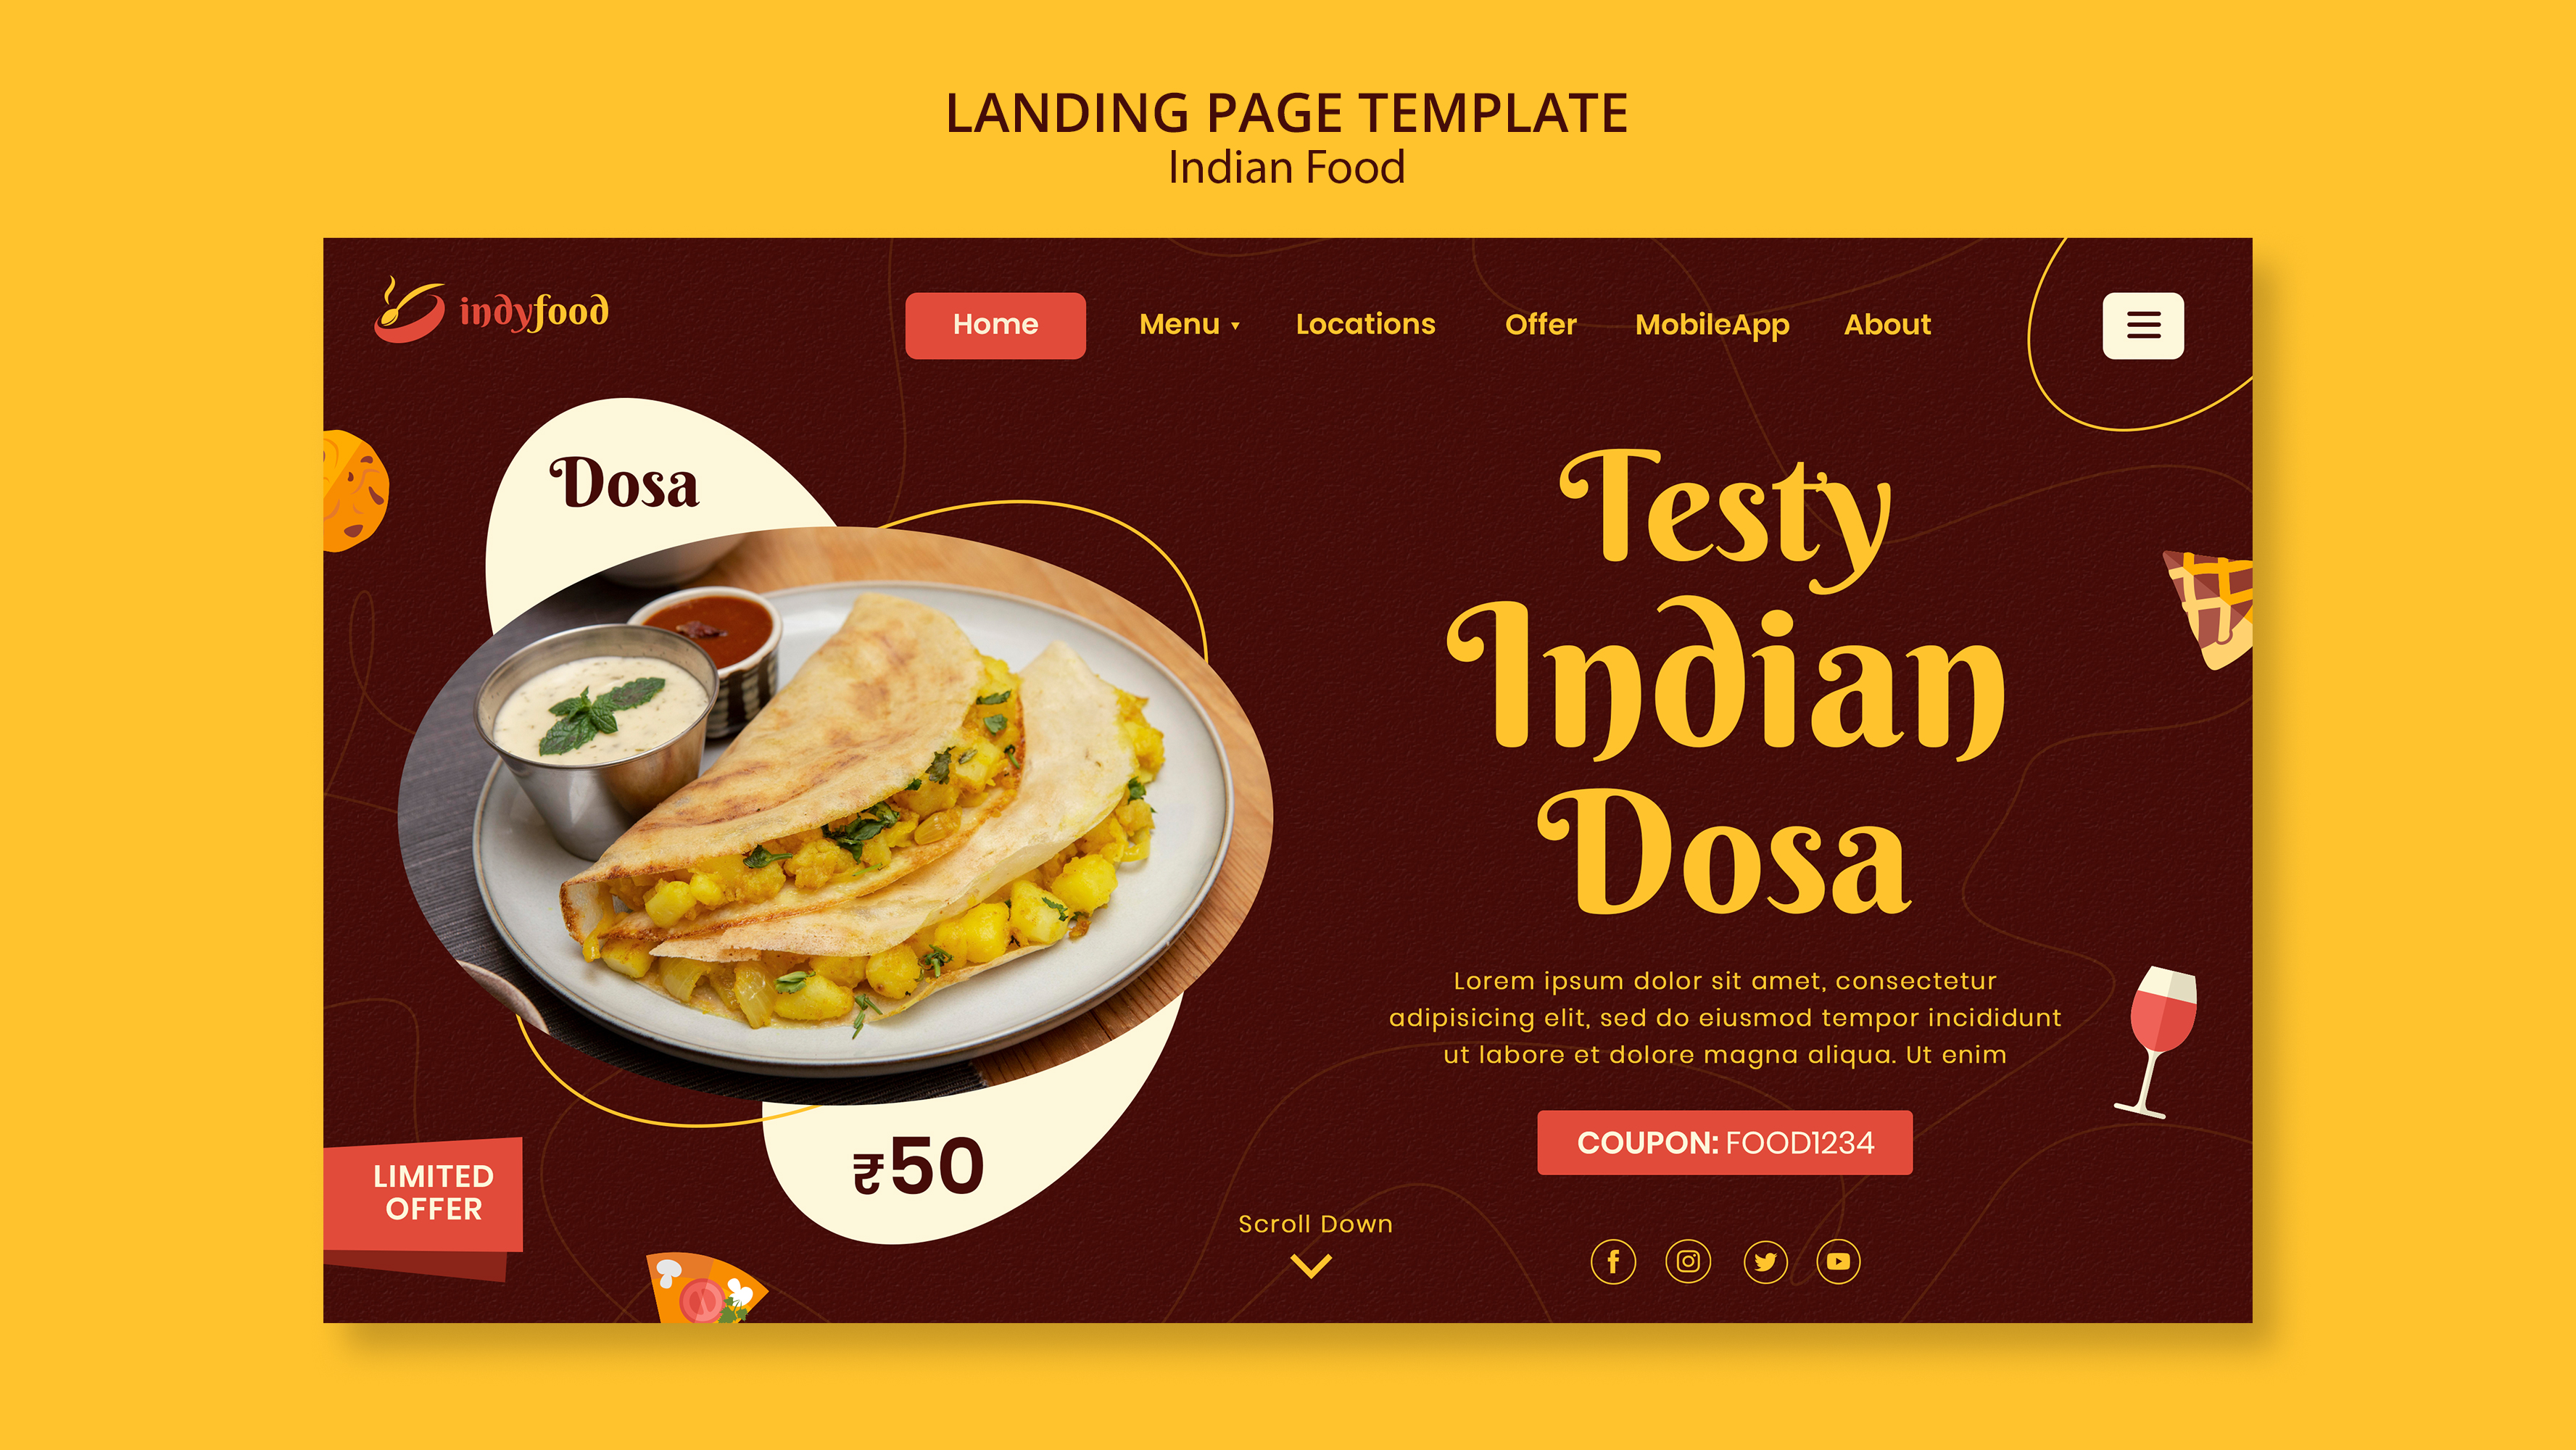 LANDING PAGE TEMPLATE
Indian Food
indyfood
Home
Menu ▾
Locations
Offer
MobileApp
About
Dosa
Testy
Indian
Dosa
Lorem ipsum dolor sit amet, consectetur
adipisicing elit, sed do eiusmod tempor incididunt
ut labore et dolore magna aliqua. Ut enim
COUPON: FOOD1234
₹50
LIMITED
OFFER
Scroll Down